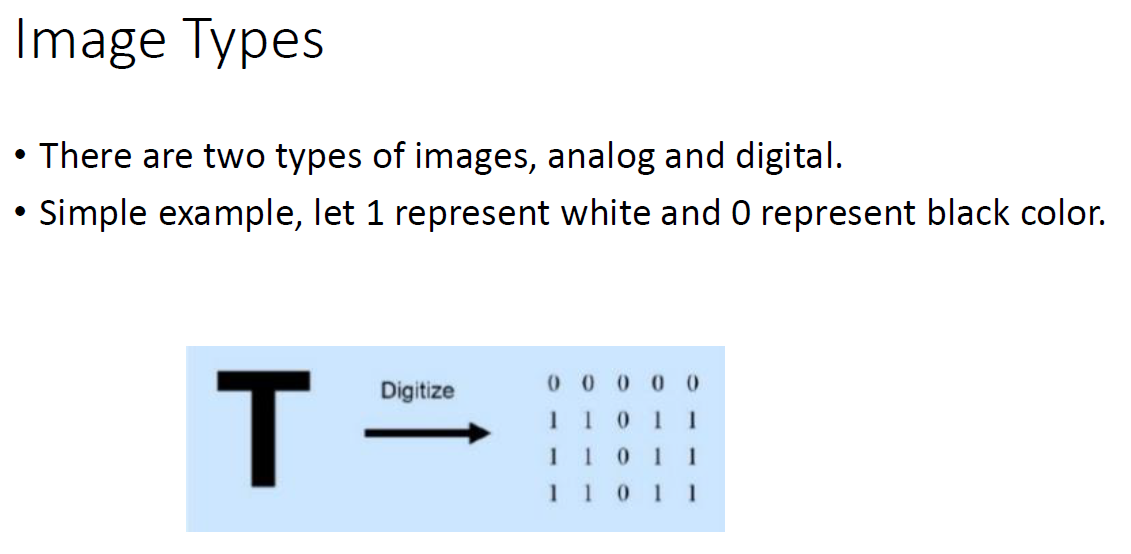 Image Types
• There are two types of images, analog and digital.
• Simple example, let 1 represent white and 0 represent black color.
T
Digitize
0 0 0 0 0
1 1 0 1 1
1 1 0 1 1
1 1 0 1 1